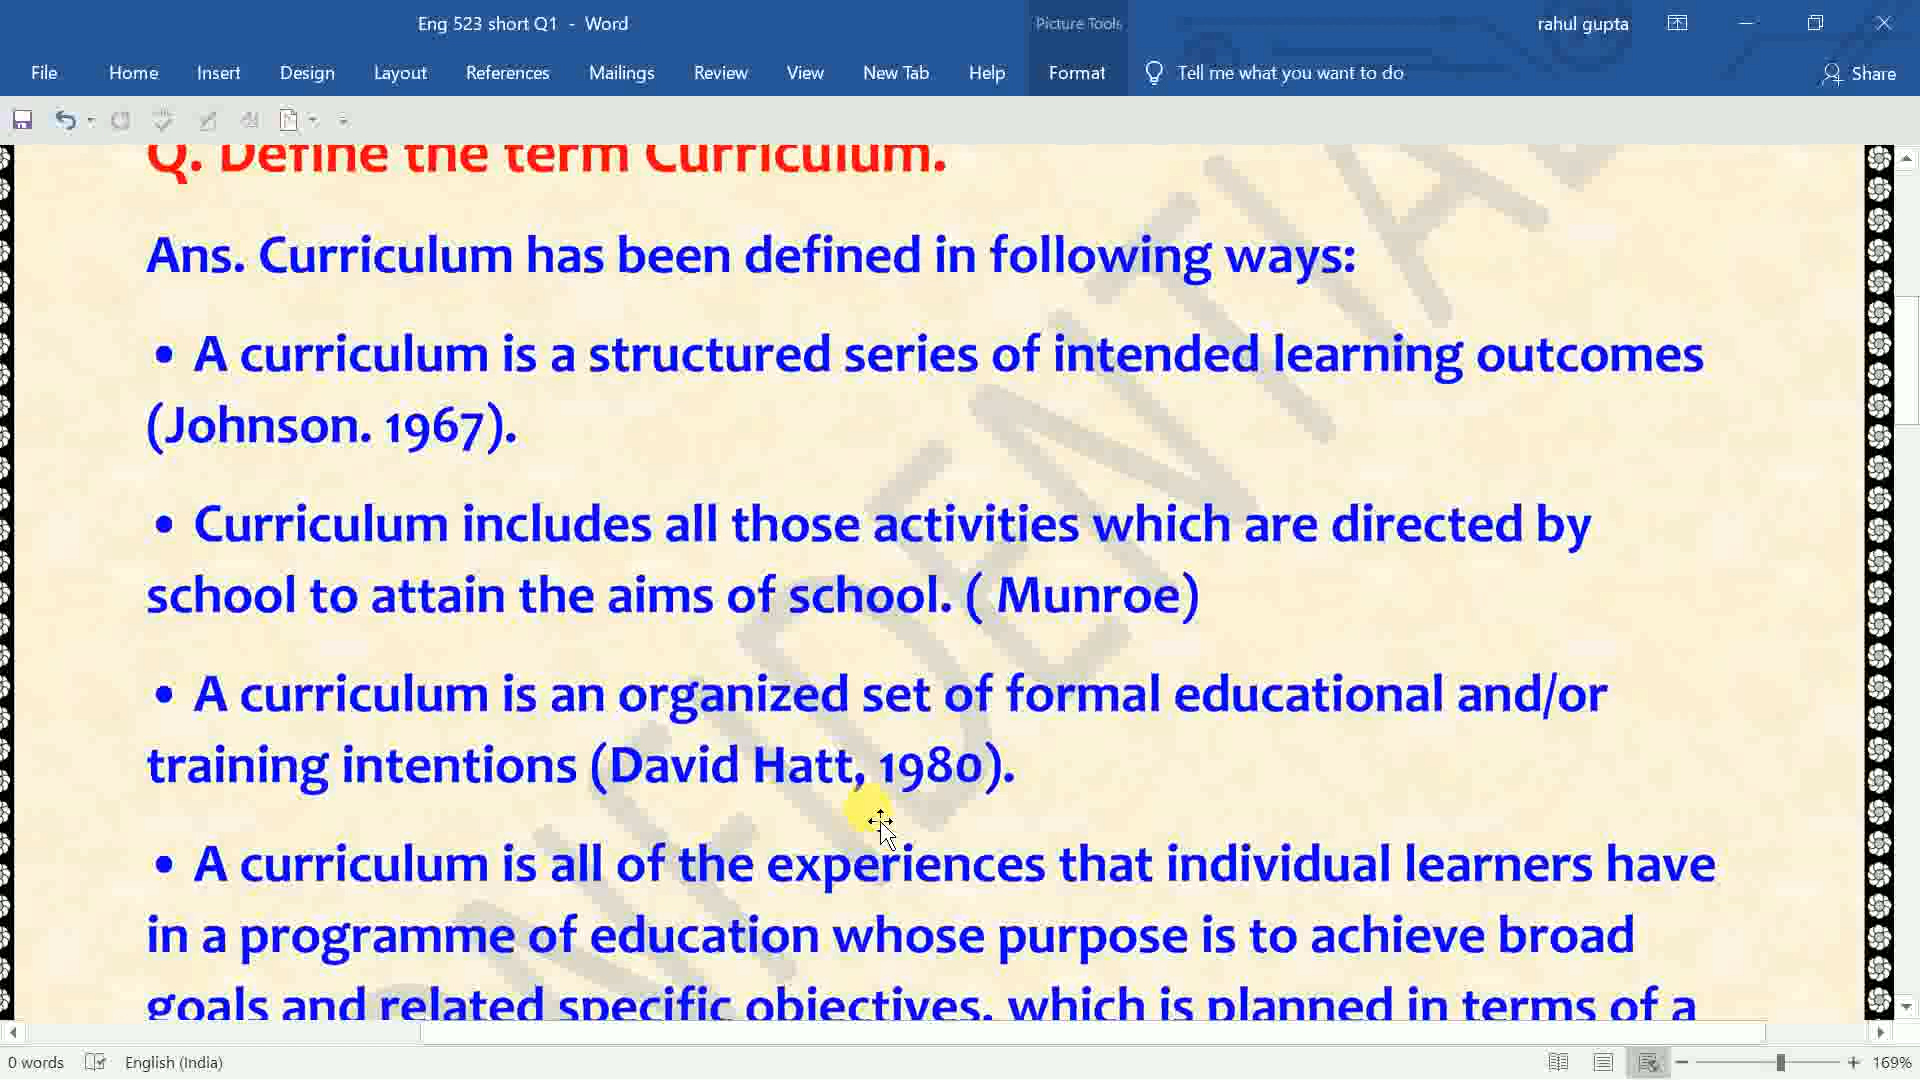 Eng 523 short Q1 - Word
Picture Tools
rahul gupta
File Home Insert Design Layout References Mailings Review View New Tab Help Format Tell me what you want to do Share
Q. Define the term Curriculum.
Ans. Curriculum has been defined in following ways:
• A curriculum is a structured series of intended learning outcomes
(Johnson. 1967).
• Curriculum includes all those activities which are directed by
school to attain the aims of school. ( Munroe)
• A curriculum is an organized set of formal educational and/or
training intentions (David Hatt, 1980).
• A curriculum is all of the experiences that individual learners have
in a programme of education whose purpose is to achieve broad
goals and related specific objectives, which is planned in terms of a
NFIDENTIAL
0 words English (India) 169%